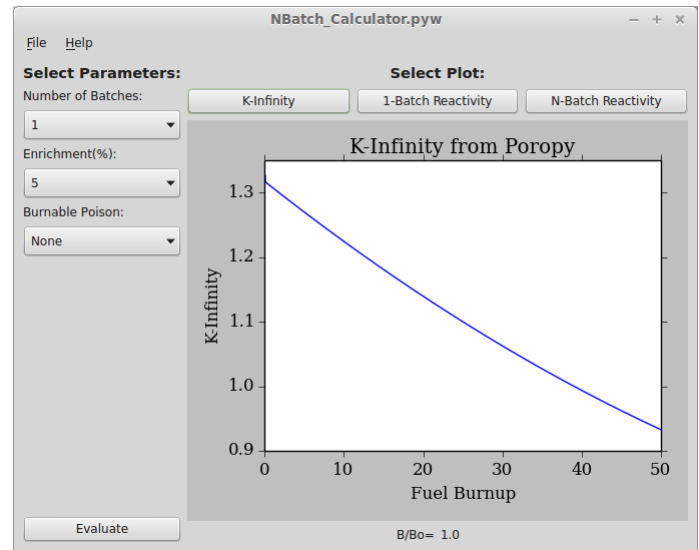 NBatch_Calculator.pyw
File Help
Select Parameters:
Select Plot:
Number of Batches:
1
Enrichment(%):
5
Burnable Poison:
None
K-Infinity
1-Batch Reactivity
N-Batch Reactivity
K-Infinity from Poropy
1.3
1.2
1.1
1.0
0.9
K-Infinity
0 10 20 30 40 50
Fuel Burnup
Evaluate
B/Bo= 1.0